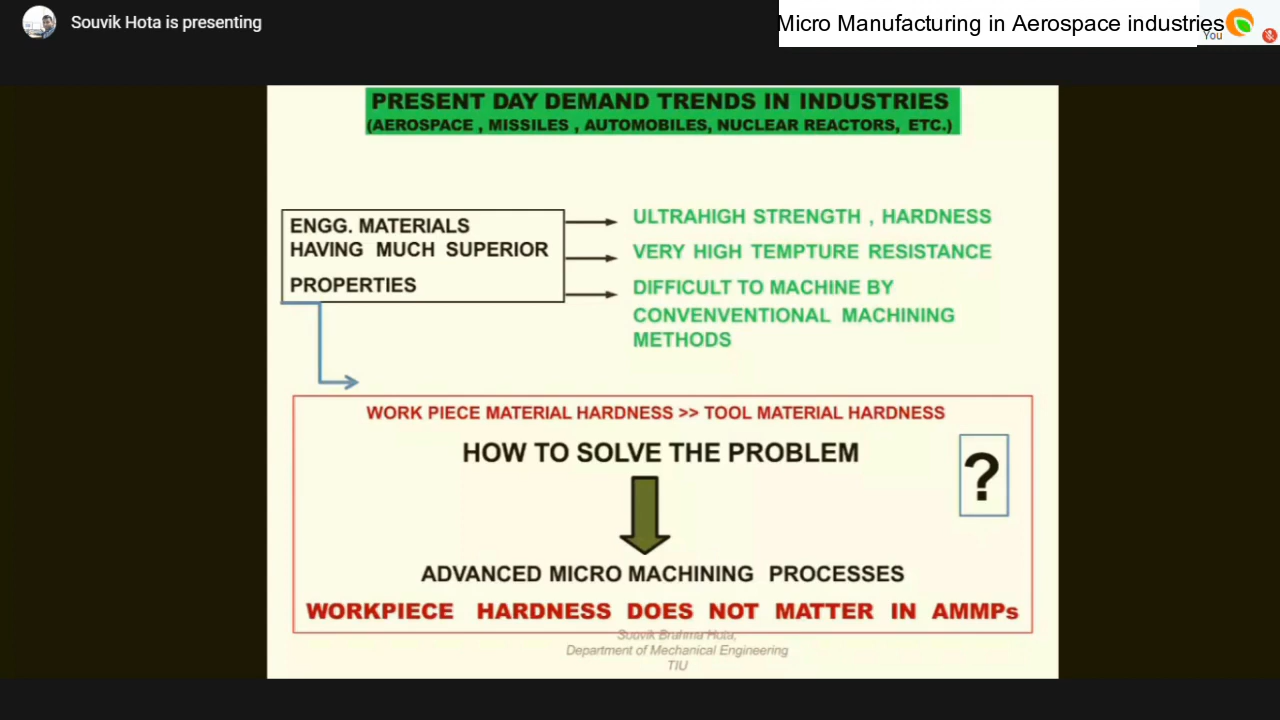 Souvik Hota is presenting
Micro Manufacturing in Aerospace industries
You
PRESENT DAY DEMAND TRENDS IN INDUSTRIES
(AEROSPACE , MISSILES , AUTOMOBILES, NUCLEAR REACTORS, ETC.)
ENGG. MATERIALS
HAVING MUCH SUPERIOR
PROPERTIES
ULTRAHIGH STRENGTH , HARDNESS
VERY HIGH TEMPTURE RESISTANCE
DIFFICULT TO MACHINE BY
CONVENVENTIONAL MACHINING
METHODS
WORK PIECE MATERIAL HARDNESS >> TOOL MATERIAL HARDNESS
HOW TO SOLVE THE PROBLEM
?
ADVANCED MICRO MACHINING PROCESSES
WORKPIECE HARDNESS DOES NOT MATTER IN AMMPs
Souvik Brahma Hota,
Department of Mechanical Engineering
TIU